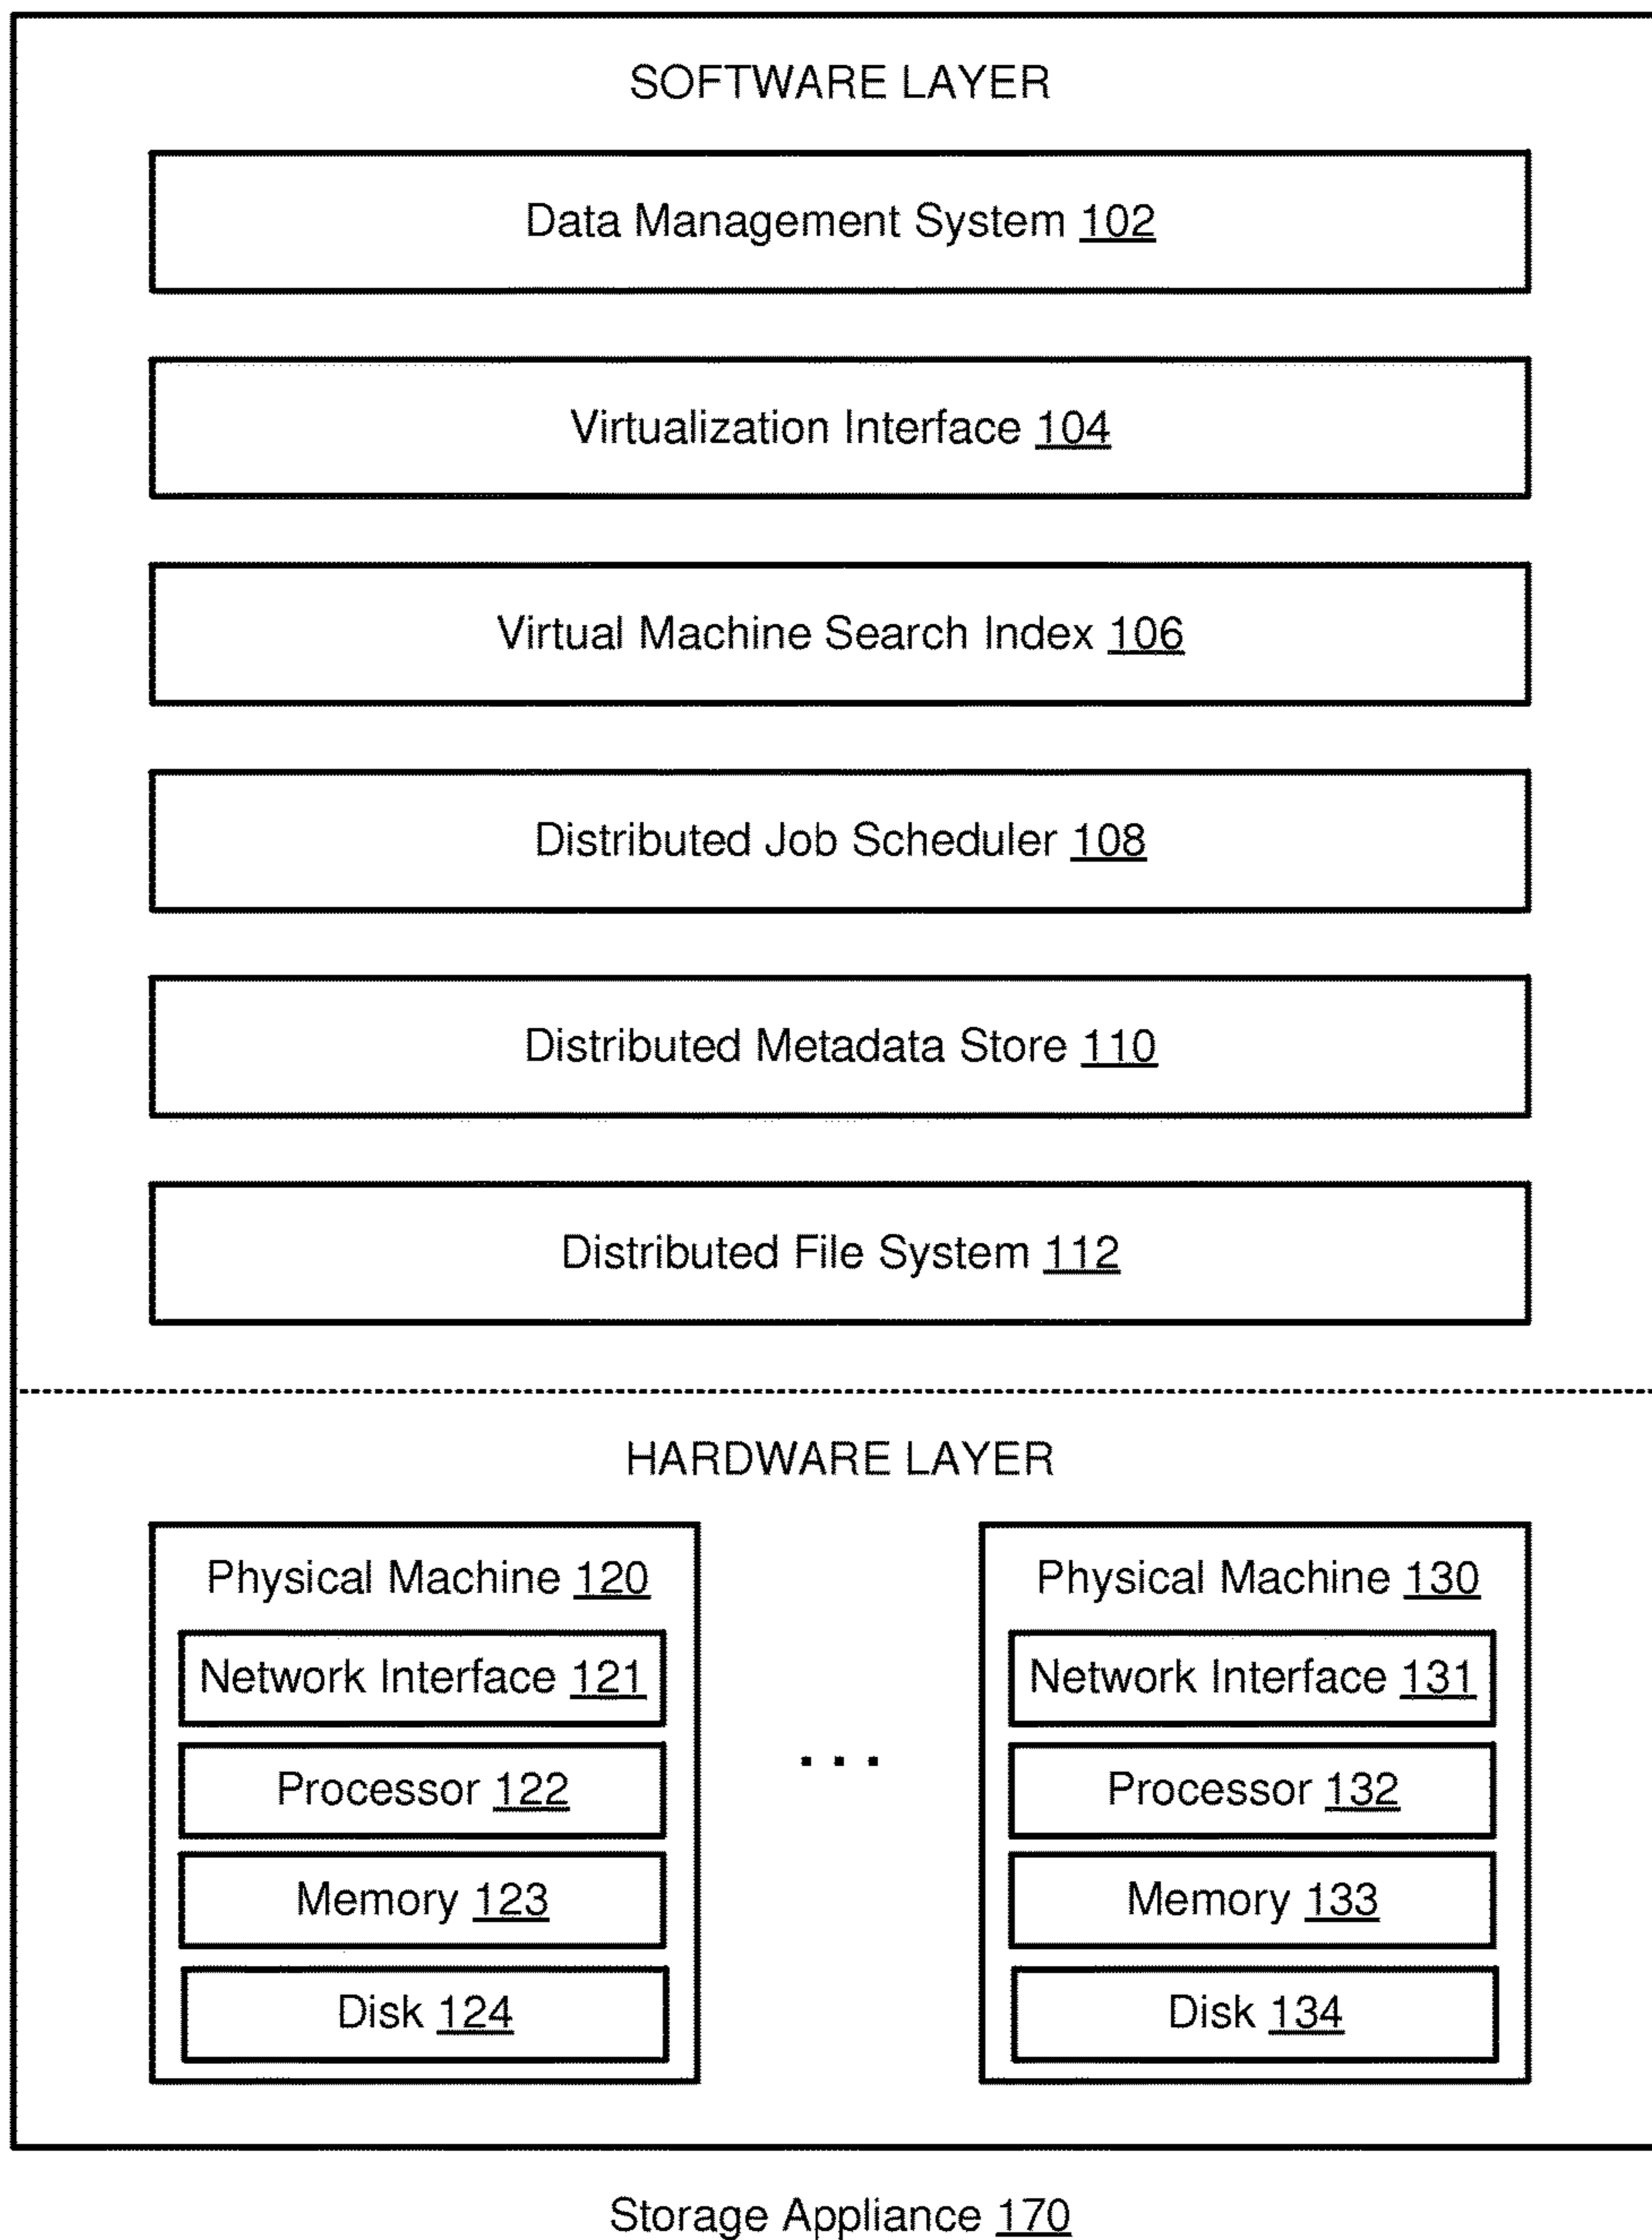 SOFTWARE LAYER
Data Management System 102
Virtualization Interface 104
Virtual Machine Search Index 106
Distributed Job Scheduler 108
Distributed Metadata Store 110
Distributed File System 112
HARDWARE LAYER
Physical Machine 120
Network Interface 121
Processor 122
Memory 123
Disk 124
...
Physical Machine 130
Network Interface 131
Processor 132
Memory 133
Disk 134
Storage Appliance 170